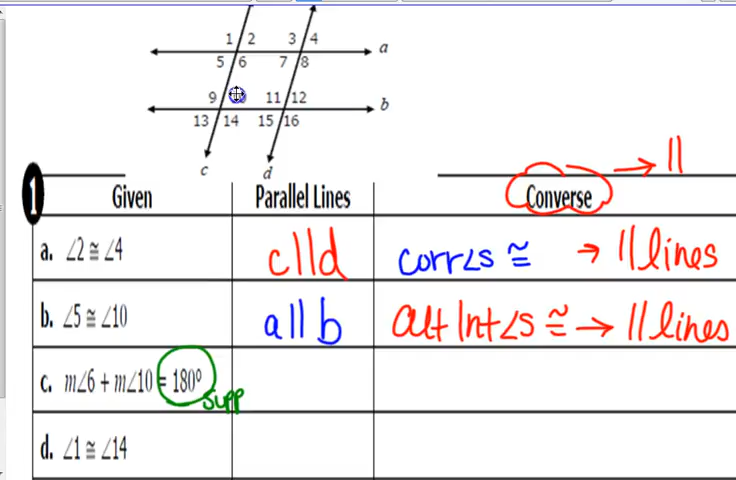 1 2 3 4 a
5 6 7 8
9 11 12 b
13 14 15 16
c d
→ ||
1 Given Parallel Lines Converse
a. ∠2 ≅ ∠4 c||d corr∠s ≅ → || lines
b. ∠5 ≅ ∠10 a||b alt Int ∠s ≅ → || lines
c. m∠6 + m∠10 = 180° supp
d. ∠1 ≅ ∠14